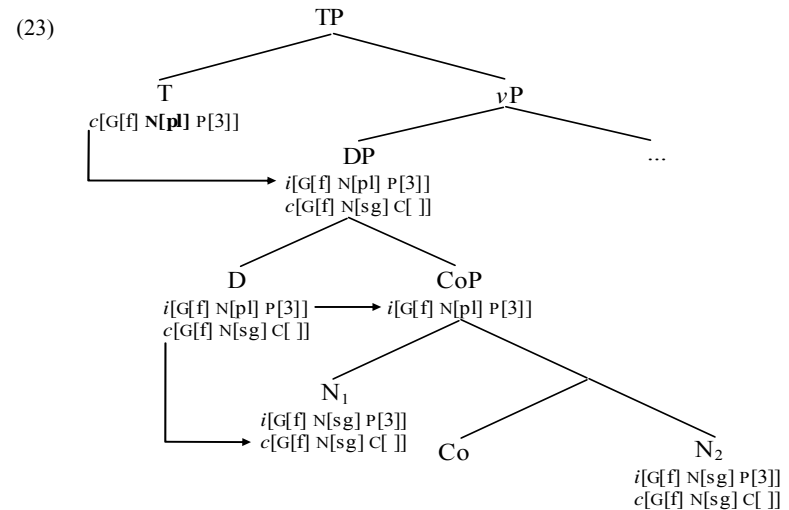 (23)
TP
T
vP
c[G[f] N[pl] P[3]]
DP
...
i[G[f] N[pl] P[3]]
c[G[f] N[sg] C[ ]]
D
CoP
i[G[f] N[pl] P[3]]
i[G[f] N[pl] P[3]]
c[G[f] N[sg] C[ ]]
N₁
i[G[f] N[sg] P[3]]
c[G[f] N[sg] C[ ]]
Co
N₂
i[G[f] N[sg] P[3]]
c[G[f] N[sg] C[ ]]